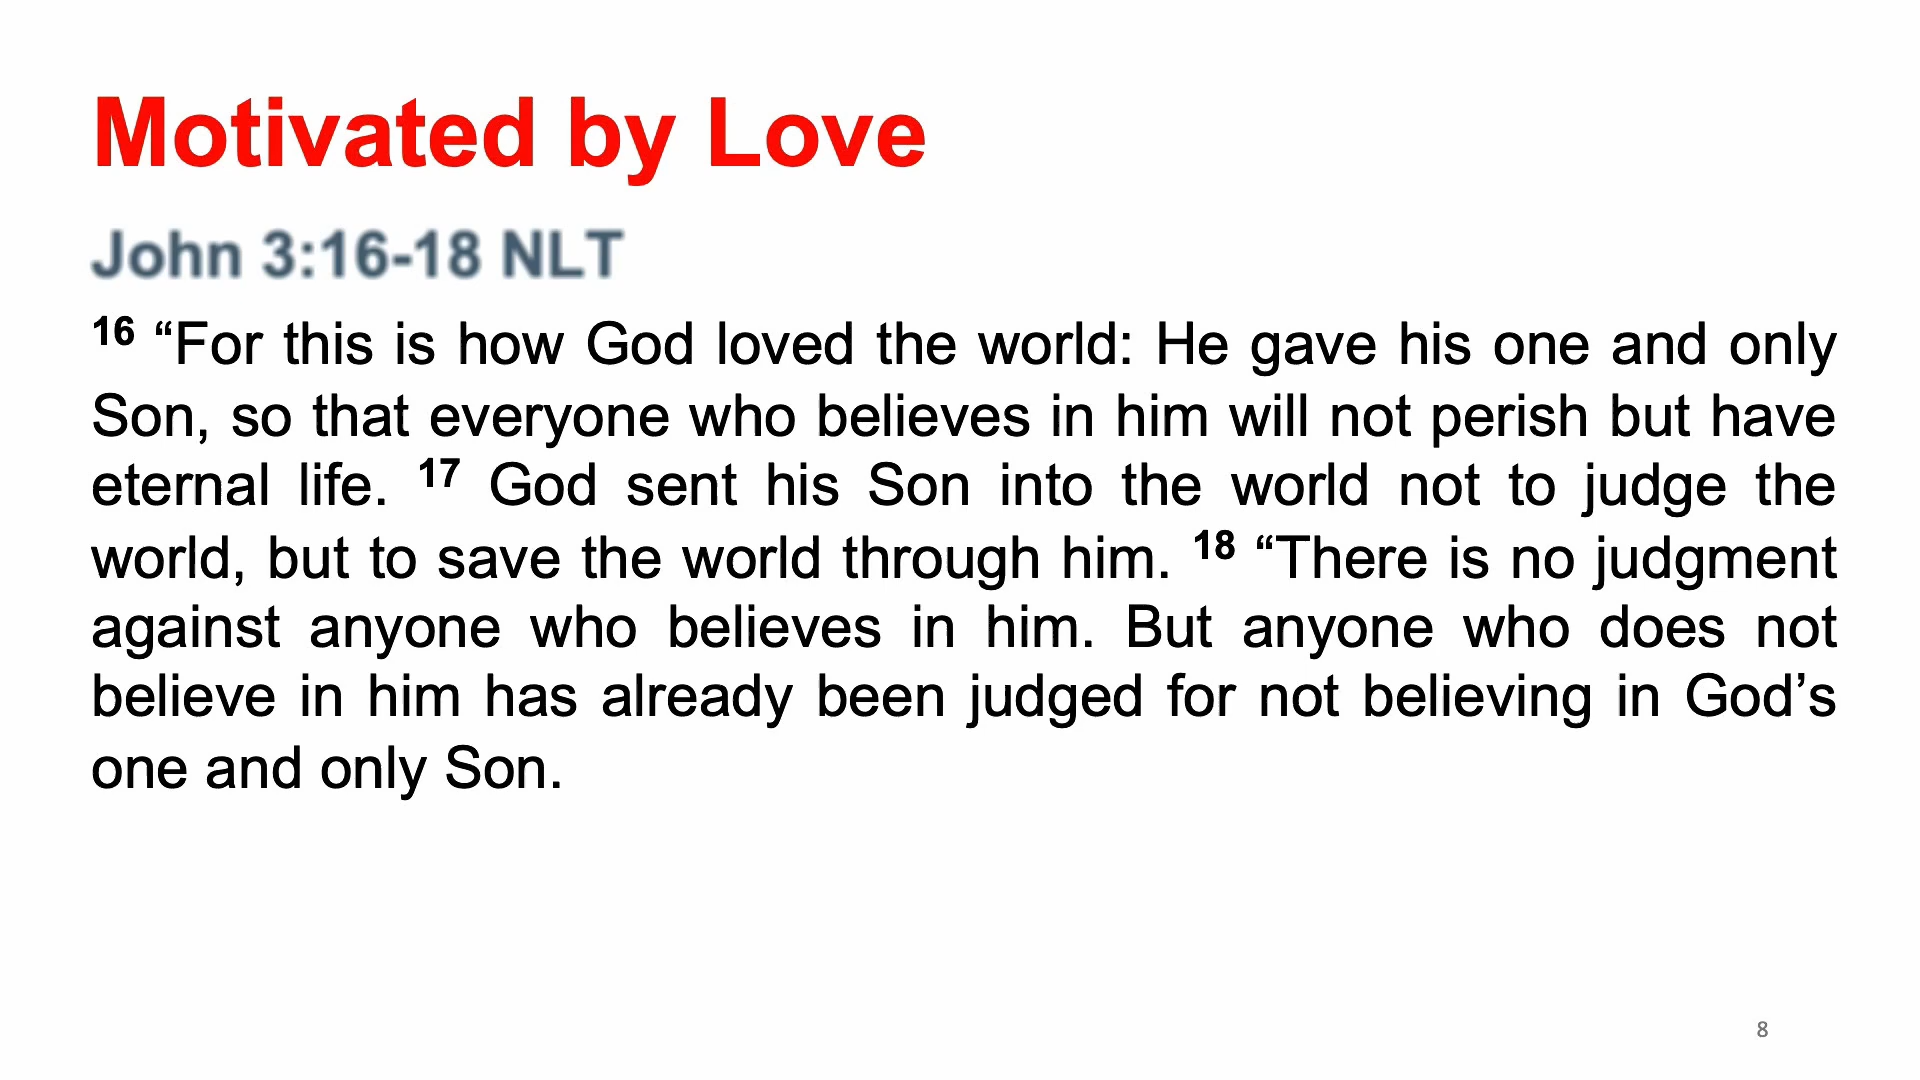 Motivated by Love
John 3:16-18 NLT
16 “For this is how God loved the world: He gave his one and only
Son, so that everyone who believes in him will not perish but have
eternal life. 17 God sent his Son into the world not to judge the
world, but to save the world through him. 18 “There is no judgment
against anyone who believes in him. But anyone who does not
believe in him has already been judged for not believing in God’s
one and only Son.
8